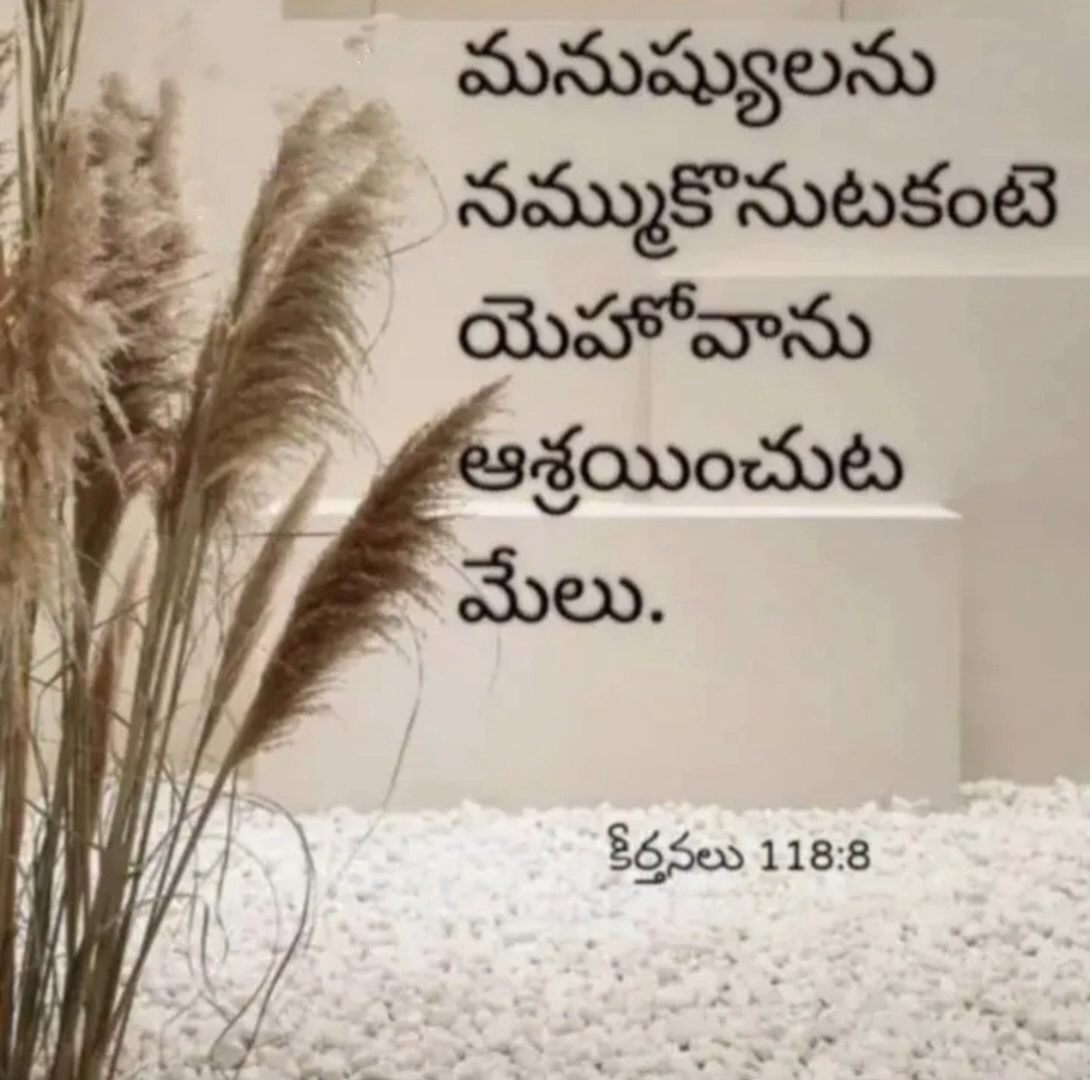 మనుష్యులను
నమ్ముకొనుటకంటె
యెహోవాను
ఆశ్రయించుట
మేలు.
కీర్తనలు 118:8